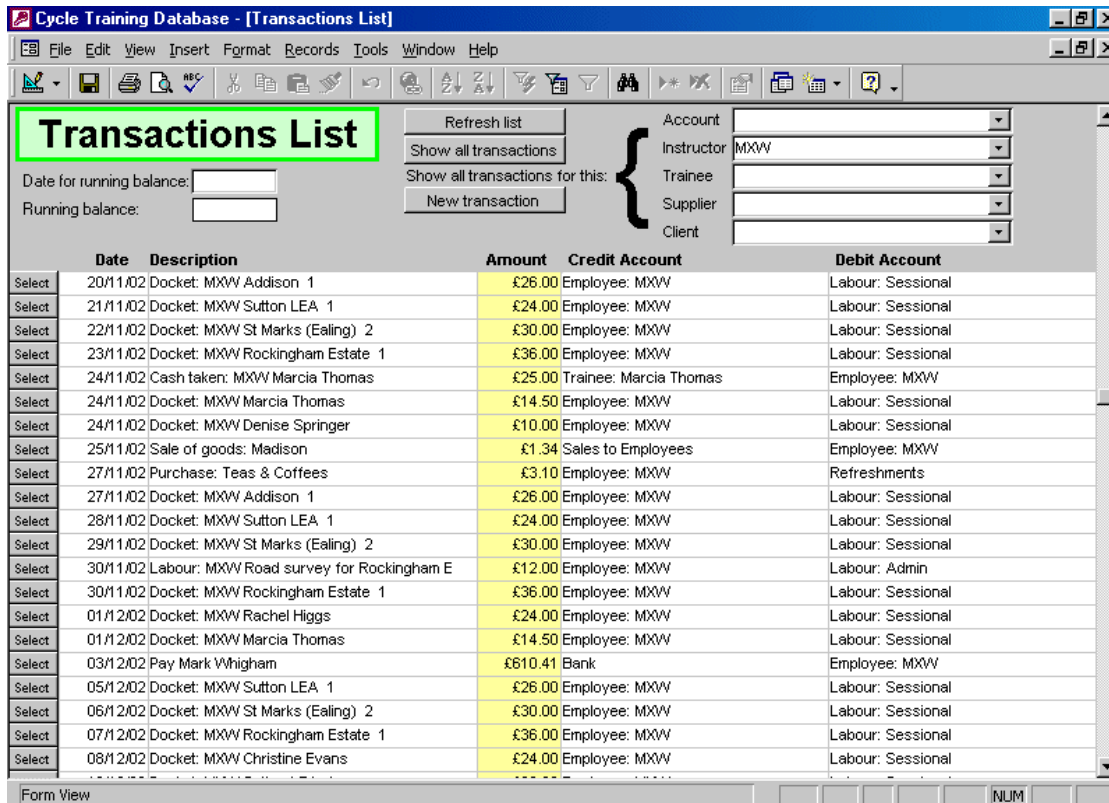 Cycle Training Database - [Transactions List]
File Edit View Insert Format Records Tools Window Help
Transactions List
Refresh list
Show all transactions
Show all transactions for this:
New transaction
Account
Instructor MXW
Trainee
Supplier
Client
Date for running balance:
Running balance:
Date Description Amount Credit Account Debit Account
Select 20/11/02 Docket: MXW Addison 1 £26.00 Employee: MXW Labour: Sessional
Select 21/11/02 Docket: MXW Sutton LEA 1 £24.00 Employee: MXW Labour: Sessional
Select 22/11/02 Docket: MXW St Marks (Ealing) 2 £30.00 Employee: MXW Labour: Sessional
Select 23/11/02 Docket: MXW Rockingham Estate 1 £36.00 Employee: MXW Labour: Sessional
Select 24/11/02 Cash taken: MXW Marcia Thomas £25.00 Trainee: Marcia Thomas Employee: MXW
Select 24/11/02 Docket: MXW Marcia Thomas £14.50 Employee: MXW Labour: Sessional
Select 24/11/02 Docket: MXW Denise Springer £10.00 Employee: MXW Labour: Sessional
Select 25/11/02 Sale of goods: Madison £1.34 Sales to Employees Employee: MXW
Select 27/11/02 Purchase: Teas & Coffees £3.10 Employee: MXW Refreshments
Select 27/11/02 Docket: MXW Addison 1 £26.00 Employee: MXW Labour: Sessional
Select 28/11/02 Docket: MXW Sutton LEA 1 £24.00 Employee: MXW Labour: Sessional
Select 29/11/02 Docket: MXW St Marks (Ealing) 2 £30.00 Employee: MXW Labour: Sessional
Select 30/11/02 Labour: MXW Road survey for Rockingham E £12.00 Employee: MXW Labour: Admin
Select 30/11/02 Docket: MXW Rockingham Estate 1 £36.00 Employee: MXW Labour: Sessional
Select 01/12/02 Docket: MXW Rachel Higgs £24.00 Employee: MXW Labour: Sessional
Select 01/12/02 Docket: MXW Marcia Thomas £14.50 Employee: MXW Labour: Sessional
Select 03/12/02 Pay Mark Whigham £610.41 Bank Employee: MXW
Select 05/12/02 Docket: MXW Sutton LEA 1 £26.00 Employee: MXW Labour: Sessional
Select 06/12/02 Docket: MXW St Marks (Ealing) 2 £30.00 Employee: MXW Labour: Sessional
Select 07/12/02 Docket: MXW Rockingham Estate 1 £36.00 Employee: MXW Labour: Sessional
Select 08/12/02 Docket: MXW Christine Evans £24.00 Employee: MXW Labour: Sessional
Form View NUM